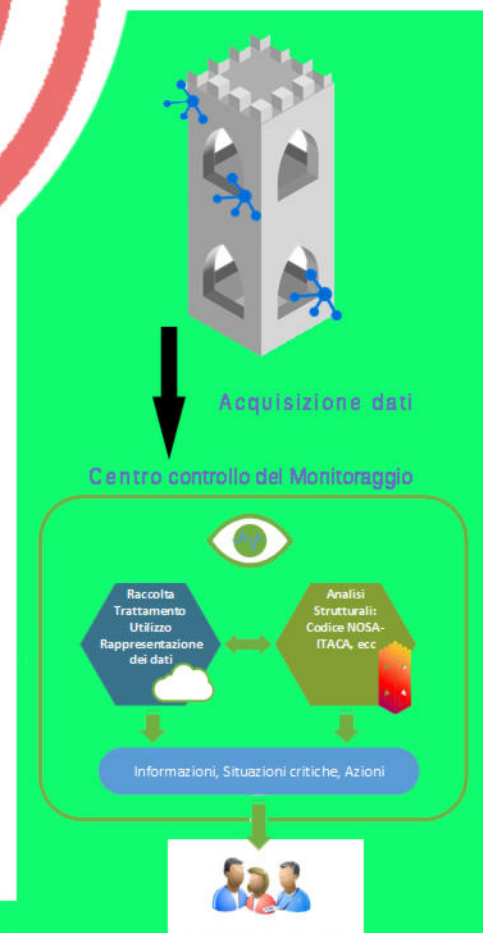 Acquisizione dati
Centro controllo del Monitoraggio
Raccolta
Trattamento
Utilizzo
Rappresentazione
dei dati
Analisi
Strutturali:
Codice NOSA-
ITACA, ecc
Informazioni, Situazioni critiche, Azioni